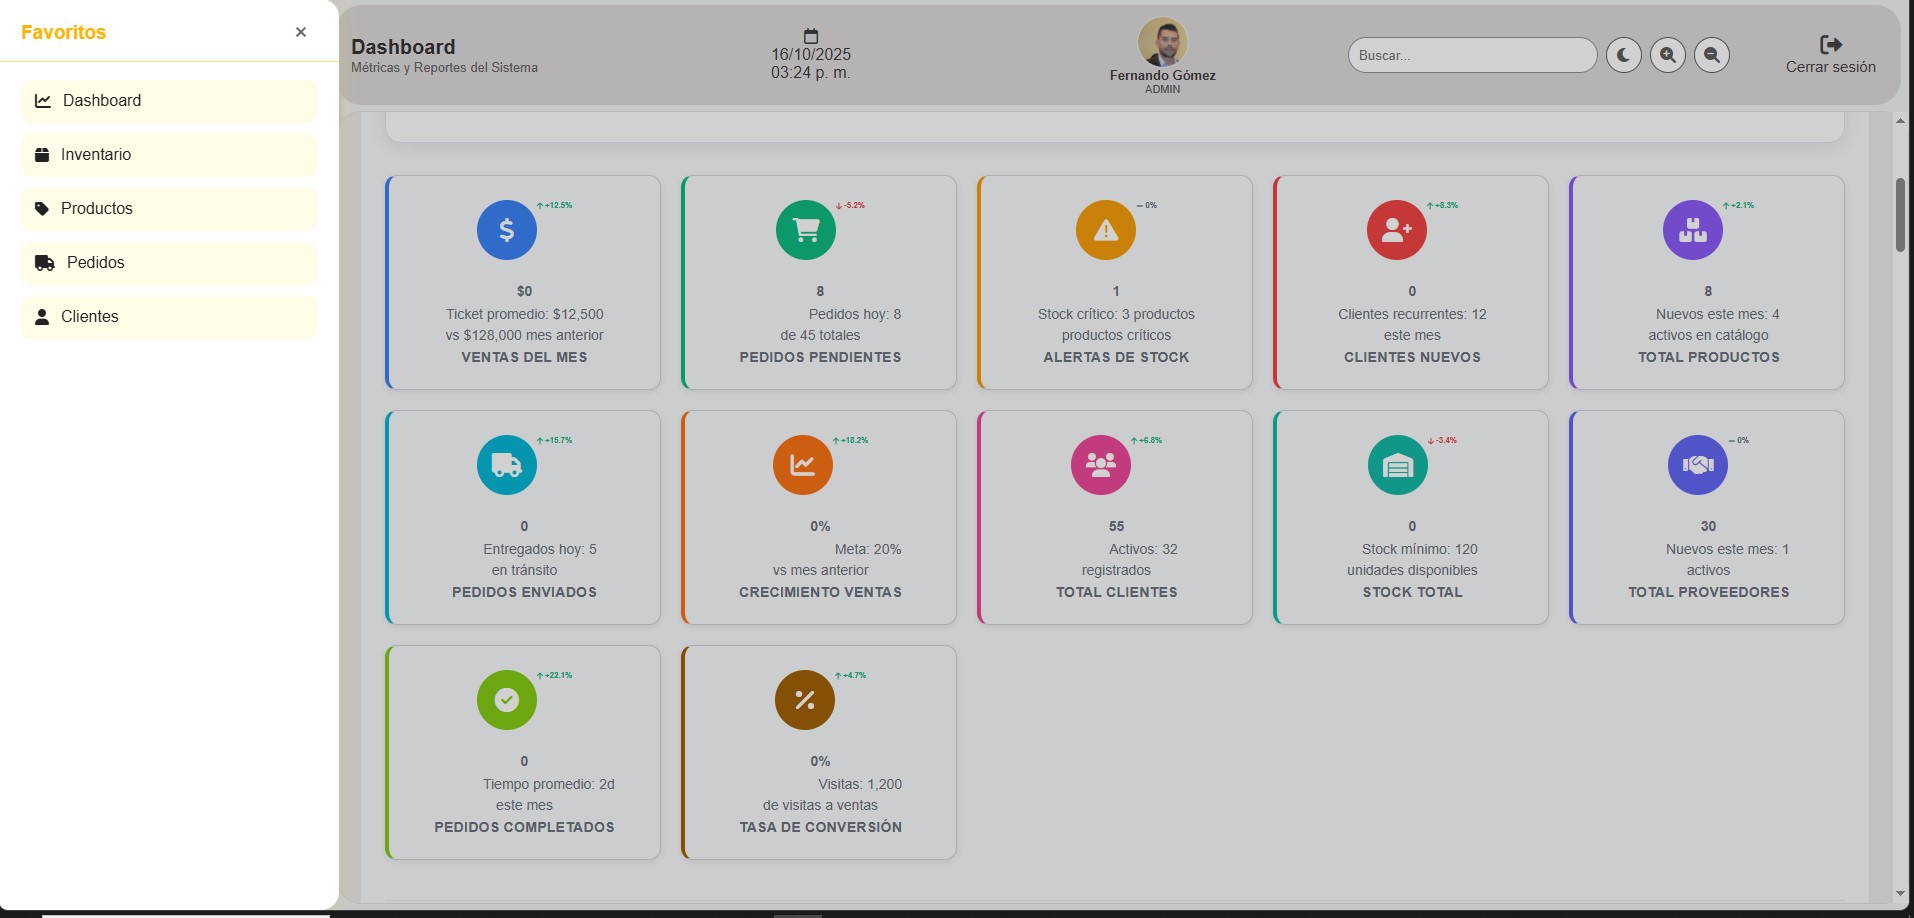 Favoritos
Dashboard
Inventario
Productos
Pedidos
Clientes
Dashboard
Métricas y Reportes del Sistema
16/10/2025
03:24 p. m.
Fernando Gómez
ADMIN
Buscar...
Cerrar sesión
+12.5%
$0
Ticket promedio: $12,500
vs $128,000 mes anterior
VENTAS DEL MES
-5.2%
8
Pedidos hoy: 8
de 45 totales
PEDIDOS PENDIENTES
0%
1
Stock crítico: 3 productos
productos críticos
ALERTAS DE STOCK
+8.3%
0
Clientes recurrentes: 12
este mes
CLIENTES NUEVOS
+2.1%
8
Nuevos este mes: 4
activos en catálogo
TOTAL PRODUCTOS
+15.7%
0
Entregados hoy: 5
en tránsito
PEDIDOS ENVIADOS
+18.2%
0%
Meta: 20%
vs mes anterior
CRECIMIENTO VENTAS
+6.8%
55
Activos: 32
registrados
TOTAL CLIENTES
-3.4%
0
Stock mínimo: 120
unidades disponibles
STOCK TOTAL
0%
30
Nuevos este mes: 1
activos
TOTAL PROVEEDORES
+22.1%
0
Tiempo promedio: 2d
este mes
PEDIDOS COMPLETADOS
+4.7%
0%
Visitas: 1,200
de visitas a ventas
TASA DE CONVERSIÓN